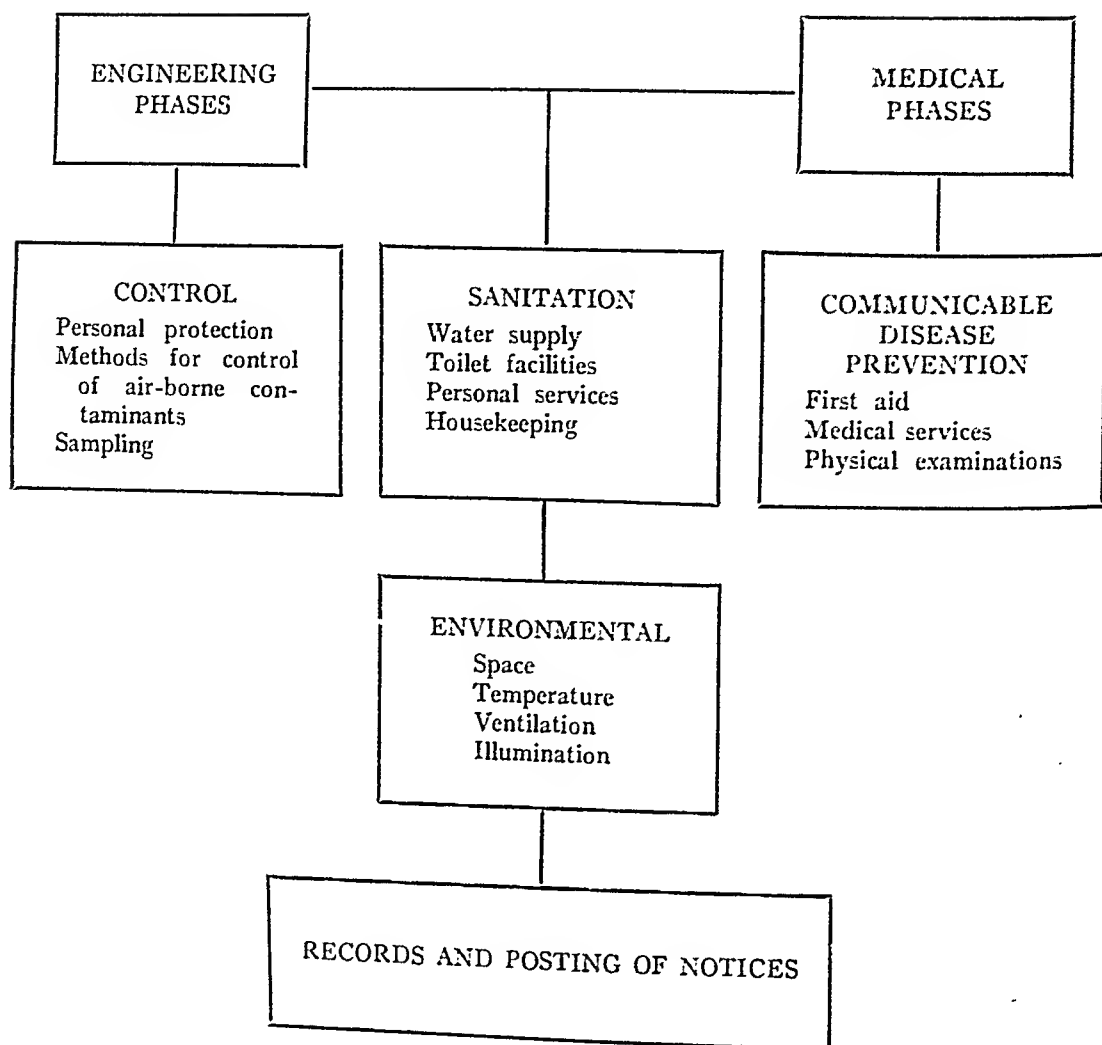 ENGINEERING
PHASES
MEDICAL
PHASES
CONTROL
Personal protection
Methods for control
of air-borne con-
taminants
Sampling
SANITATION
Water supply
Toilet facilities
Personal services
Housekeeping
COMMUNICABLE
DISEASE
PREVENTION
First aid
Medical services
Physical examinations
ENVIRONMENTAL
Space
Temperature
Ventilation
Illumination
RECORDS AND POSTING OF NOTICES